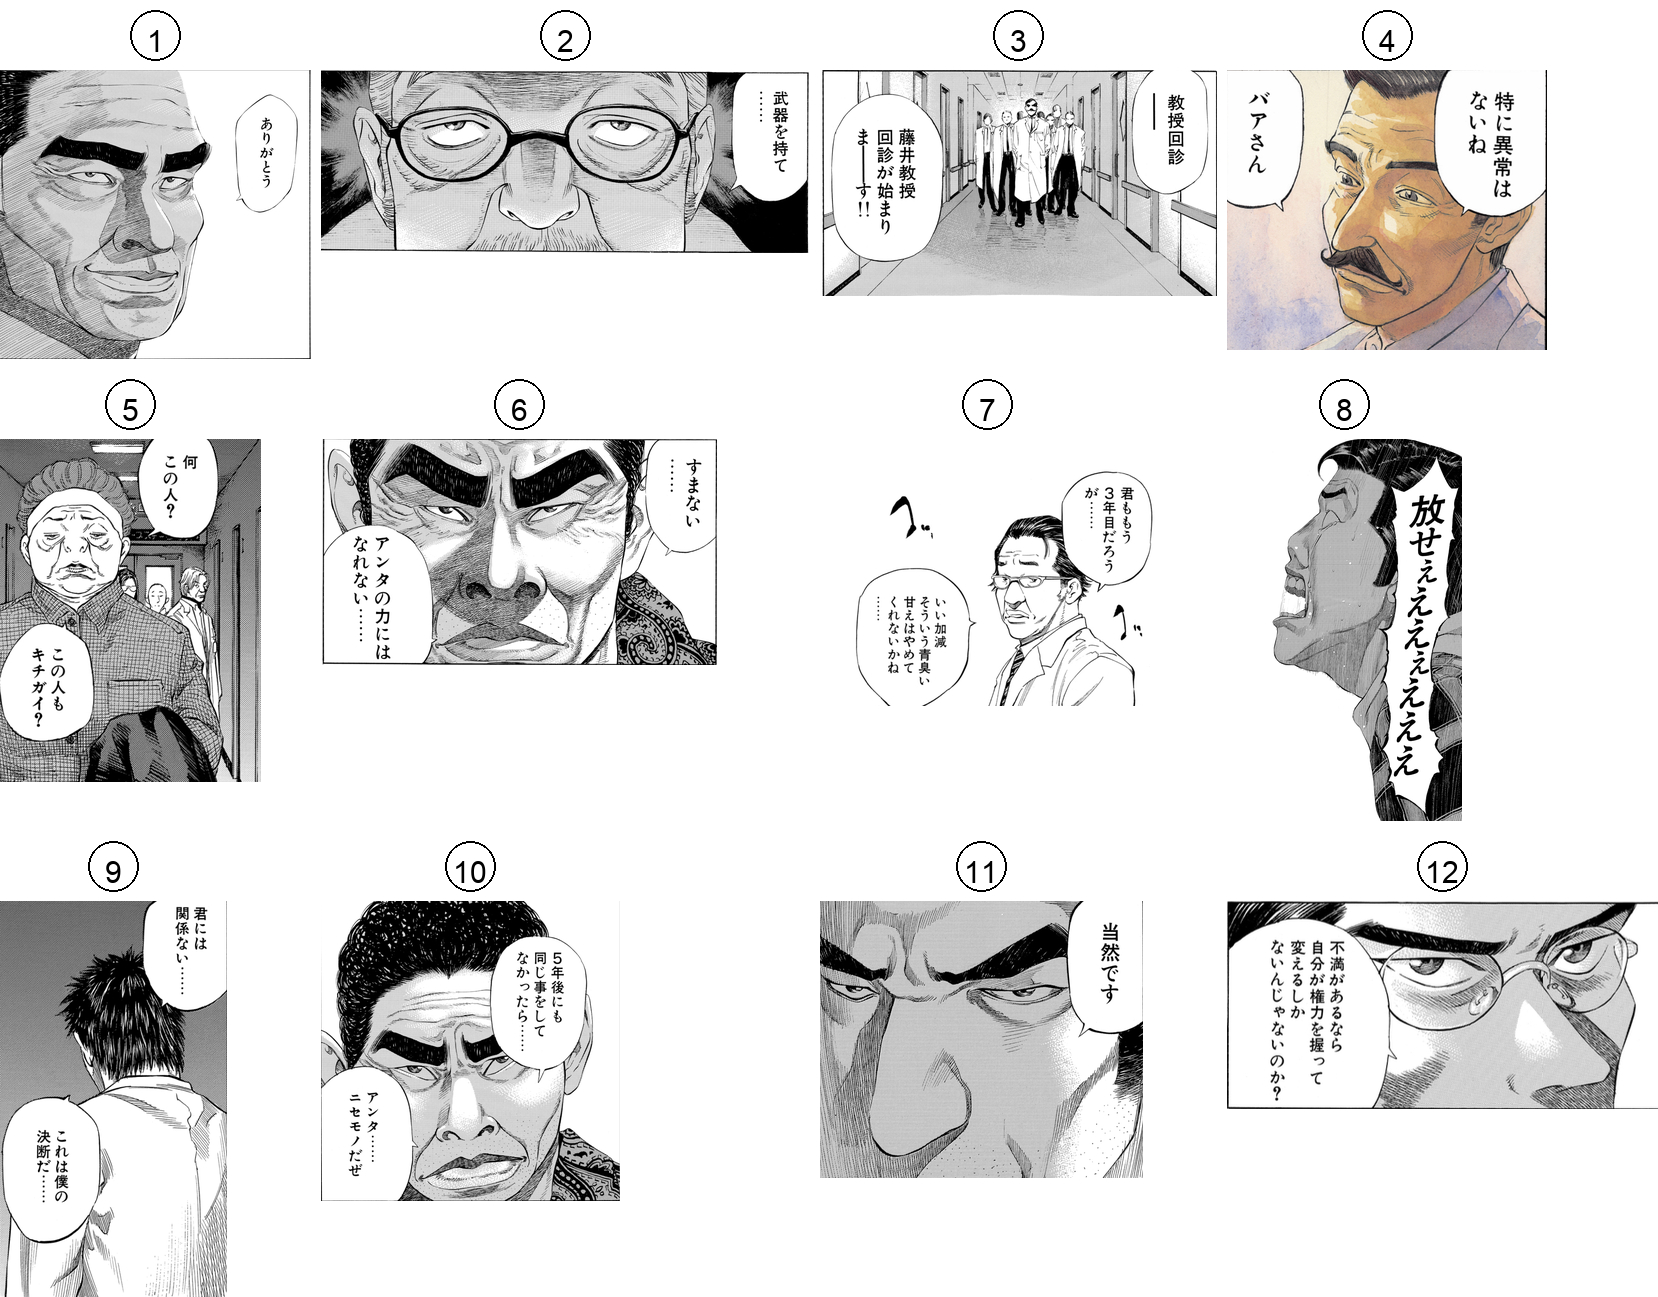 1
ありがとう
2
武器を持て
……
3
教授回診
──
藤井教授
回診が始まり
ま──す!!
4
特に異常は
ないね
バアさん
5
何
この人?
この人も
キチガイ?
6
すまない
……
アンタの力には
なれない……
7
君ももう
3年目だろう
が……
いい加減
そういう青臭い
甘えはやめて
くれないかね
……
8
放せぇええぇえええ
9
君には
関係ない……
これは僕の
決断だ……
10
5年後にも
同じ事をして
なかったら……
アンタ……
ニセモノだぜ
11
当然です
12
不満があるなら
自分が権力を握って
変えるしか
ないんじゃないのか?